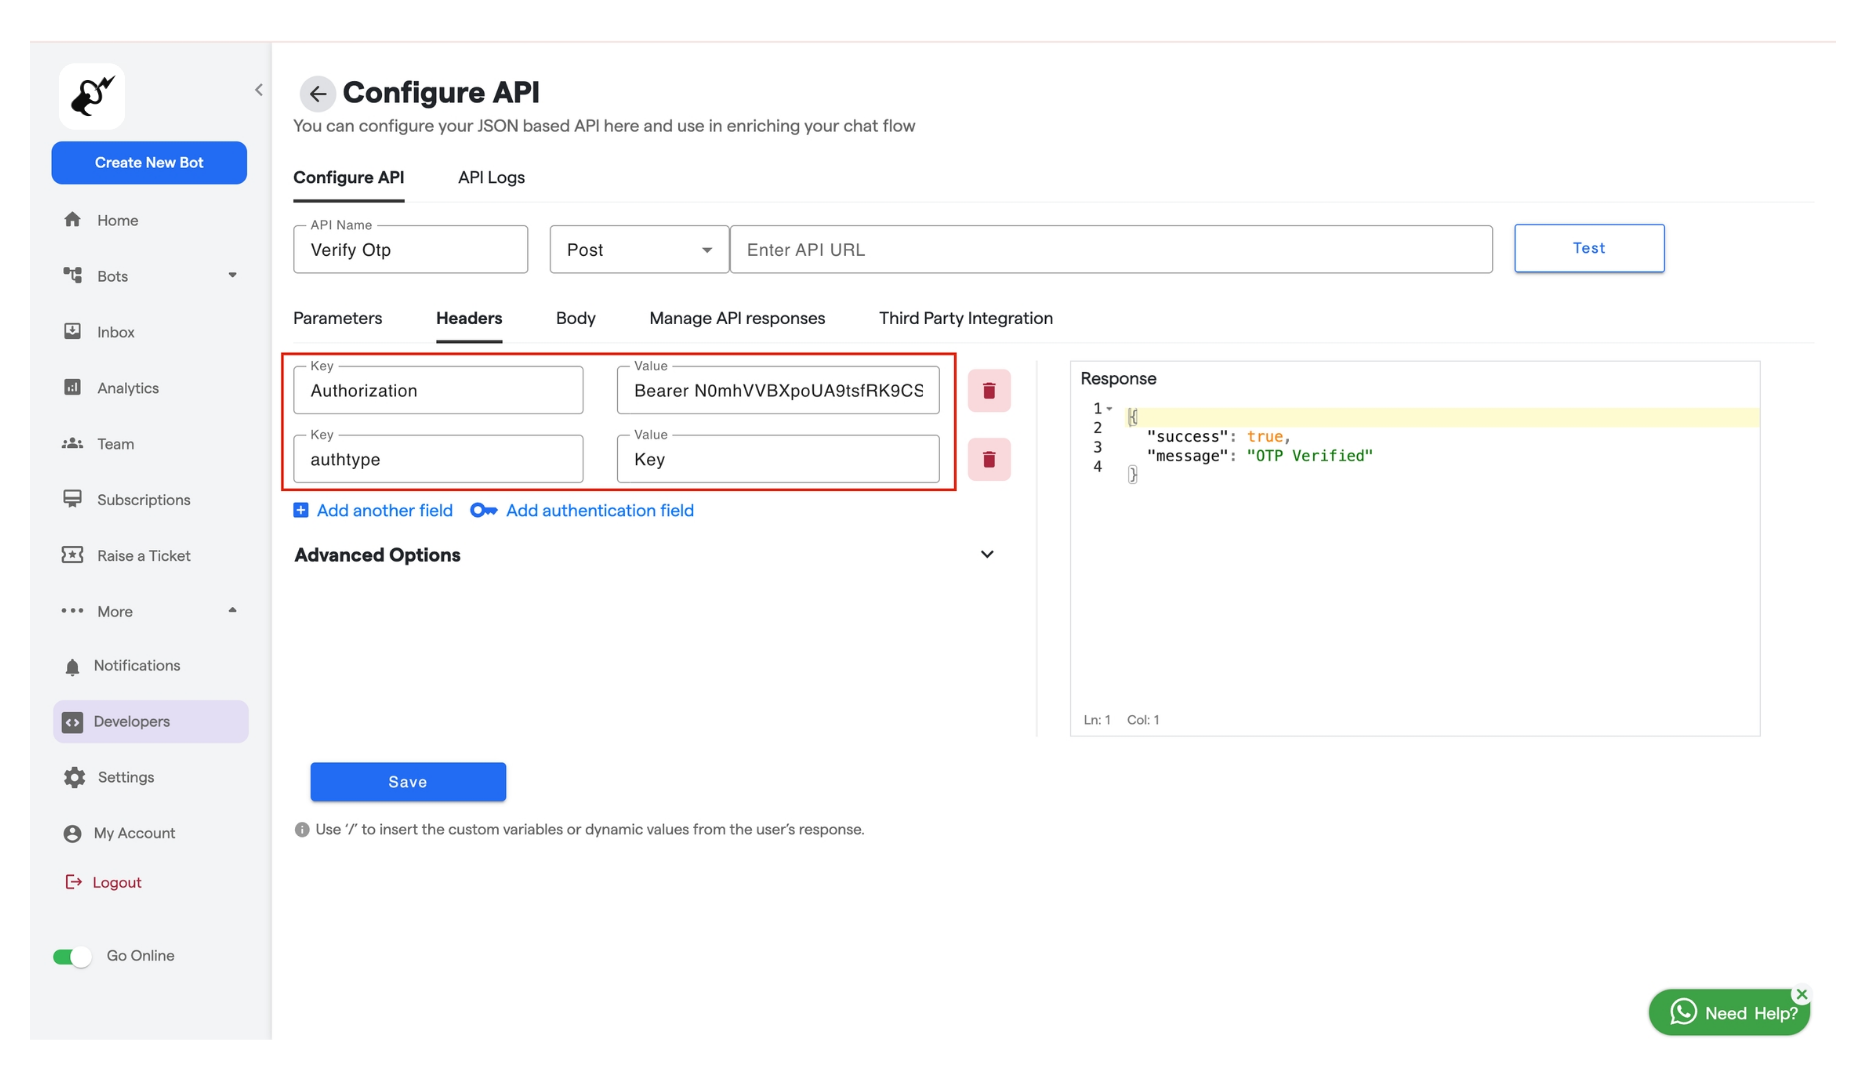 Configure API
You can configure your JSON based API here and use in enriching your chat flow
Create New Bot
Home
Bots
Inbox
Analytics
Team
Subscriptions
Raise a Ticket
More
Notifications
Developers
Settings
My Account
Logout
Go Online
Configure API API Logs
API Name
Verify Otp Post Enter API URL Test
Parameters Headers Body Manage API responses Third Party Integration
Key Value
Authorization Bearer N0mhVVBXpoUA9tsfRK9CS
Key Value
authtype Key
Add another field Add authentication field
Advanced Options
Response
1 {
2 "success": true,
3 "message": "OTP Verified"
4 }
Ln: 1 Col: 1
Save
Use '/' to insert the custom variables or dynamic values from the user's response.
Need Help?